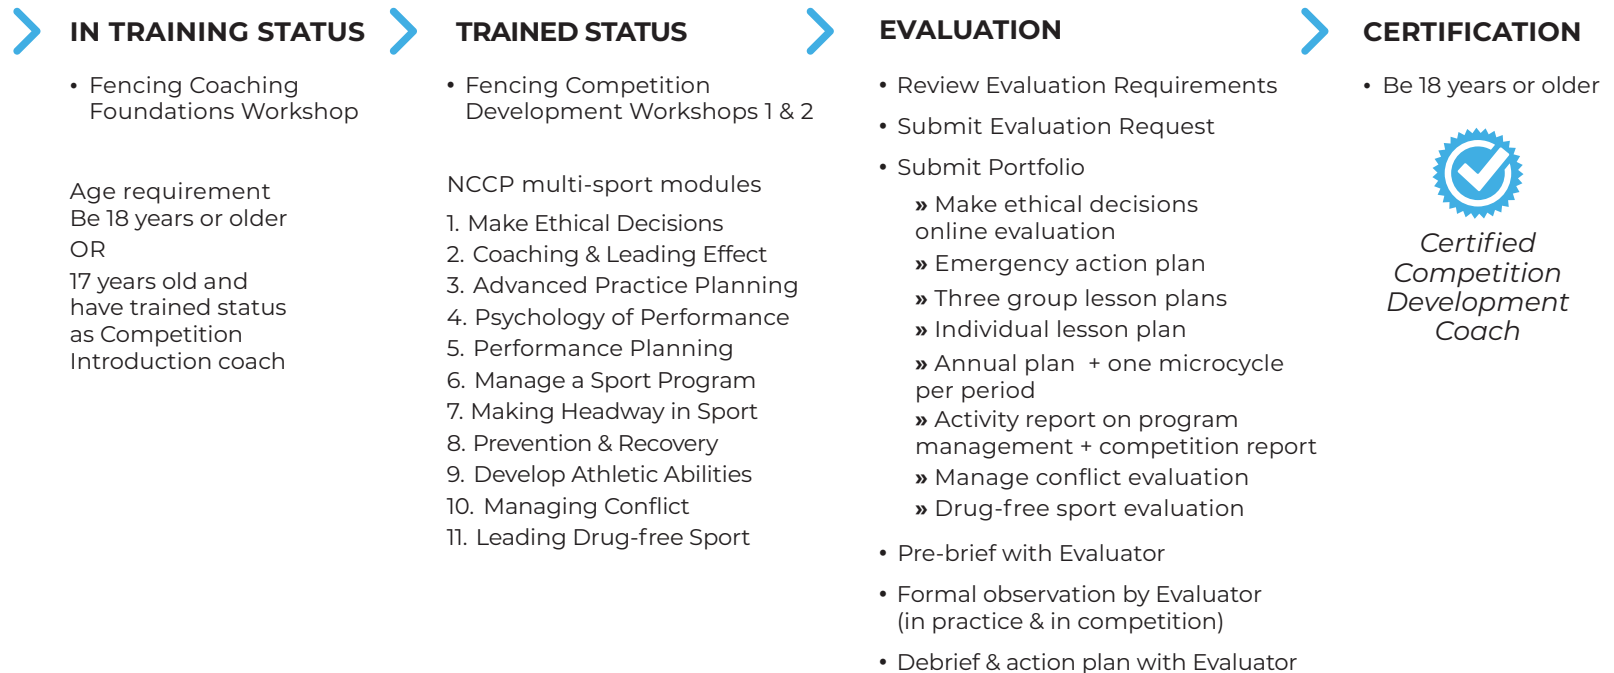 IN TRAINING STATUS
• Fencing Coaching
Foundations Workshop
Age requirement
Be 18 years or older
OR
17 years old and
have trained status
as Competition
Introduction coach
TRAINED STATUS
• Fencing Competition
Development Workshops 1 & 2
NCCP multi-sport modules
1. Make Ethical Decisions
2. Coaching & Leading Effect
3. Advanced Practice Planning
4. Psychology of Performance
5. Performance Planning
6. Manage a Sport Program
7. Making Headway in Sport
8. Prevention & Recovery
9. Develop Athletic Abilities
10. Managing Conflict
11. Leading Drug-free Sport
EVALUATION
• Review Evaluation Requirements
• Submit Evaluation Request
• Submit Portfolio
» Make ethical decisions
online evaluation
» Emergency action plan
» Three group lesson plans
» Individual lesson plan
» Annual plan + one microcycle
per period
» Activity report on program
management + competition report
» Manage conflict evaluation
» Drug-free sport evaluation
• Pre-brief with Evaluator
• Formal observation by Evaluator
(in practice & in competition)
• Debrief & action plan with Evaluator
CERTIFICATION
• Be 18 years or older
Certified
Competition
Development
Coach